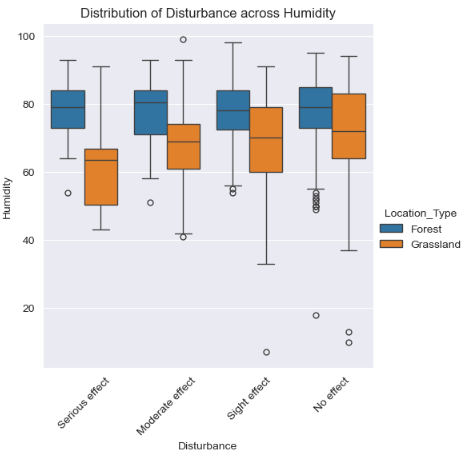 Distribution of Disturbance across Humidity
100
80
60
40
20
Humidity
Serious effect
Moderate effect
Sight effect
No effect
Disturbance
Location_Type
Forest
Grassland